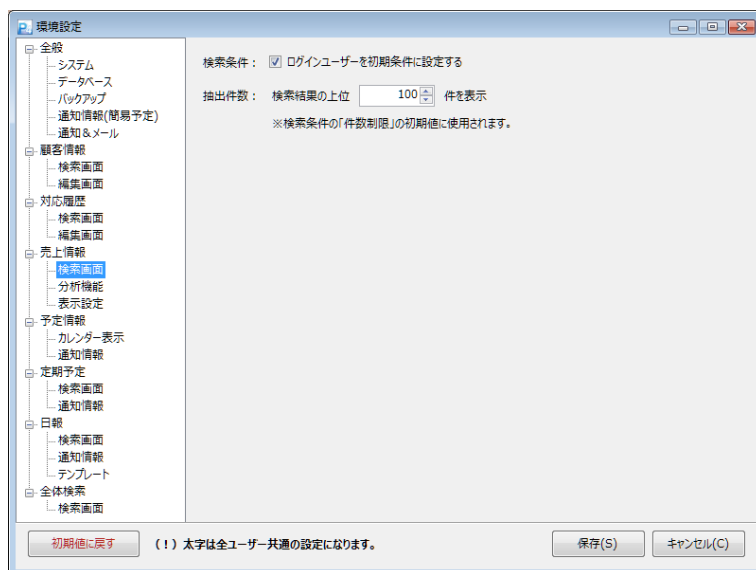 環境設定
全般
システム
データベース
バックアップ
通知情報(簡易予定)
通知＆メール
顧客情報
検索画面
編集画面
対応履歴
検索画面
編集画面
売上情報
検索画面
分析機能
表示設定
予定情報
カレンダー表示
通知情報
定期予定
検索画面
通知情報
日報
検索画面
通知情報
テンプレート
全体検索
検索画面
検索条件： ログインユーザーを初期条件に設定する
抽出件数： 検索結果の上位 100 件を表示
※検索条件の「件数制限」の初期値に使用されます。
初期値に戻す (！) 太字は全ユーザー共通の設定になります。 保存(S) キャンセル(C)